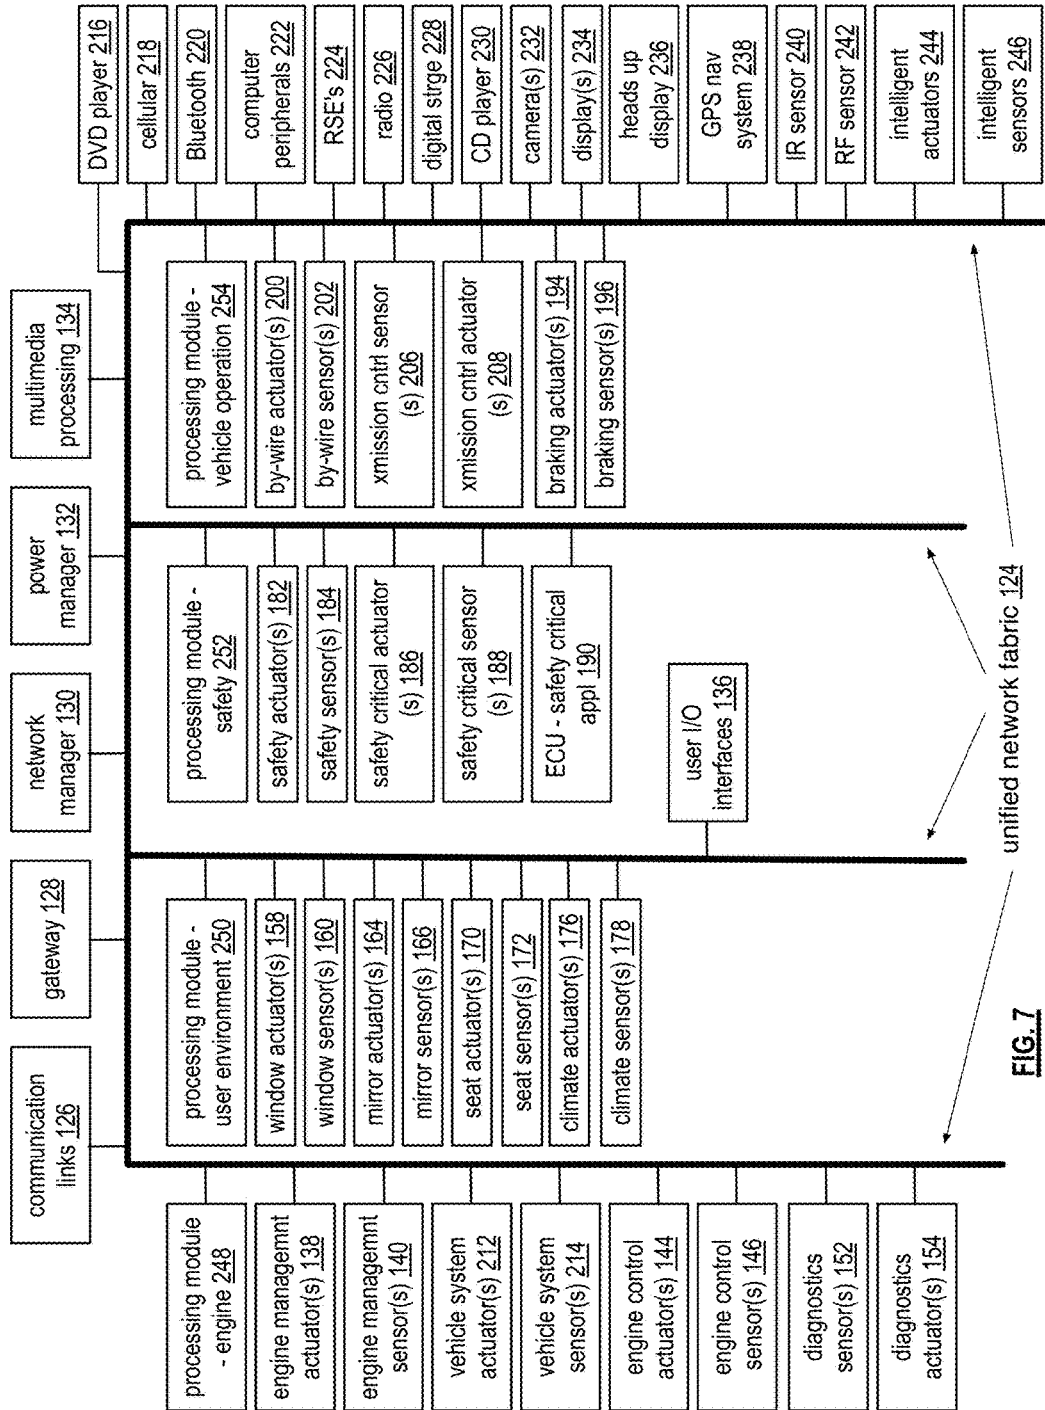 communication
links 126
gateway 128
network
manager 130
power
manager 132
multimedia
processing 134
DVD player 216
cellular 218
Bluetooth 220
computer
peripherals 222
RSE's 224
radio 226
digital strge 228
CD player 230
camera(s) 232
display(s) 234
heads up
display 236
GPS nav
system 238
IR sensor 240
RF sensor 242
intelligent
actuators 244
intelligent
sensors 246
processing module
- engine 248
engine managemnt
actuator(s) 138
engine managemnt
sensor(s) 140
vehicle system
actuator(s) 212
vehicle system
sensor(s) 214
engine control
actuator(s) 144
engine control
sensor(s) 146
diagnostics
sensor(s) 152
diagnostics
actuator(s) 154
processing module -
user environment 250
window actuator(s) 158
window sensor(s) 160
mirror actuator(s) 164
mirror sensor(s) 166
seat actuator(s) 170
seat sensor(s) 172
climate actuator(s) 176
climate sensor(s) 178
processing module -
safety 252
safety actuator(s) 182
safety sensor(s) 184
safety critical actuator
(s) 186
safety critical sensor
(s) 188
ECU - safety critical
appl 190
user I/O
interfaces 136
processing module -
vehicle operation 254
by-wire actuator(s) 200
by-wire sensor(s) 202
xmission cntrl sensor
(s) 206
xmission cntrl actuator
(s) 208
braking actuator(s) 194
braking sensor(s) 196
unified network fabric 124
FIG. 7